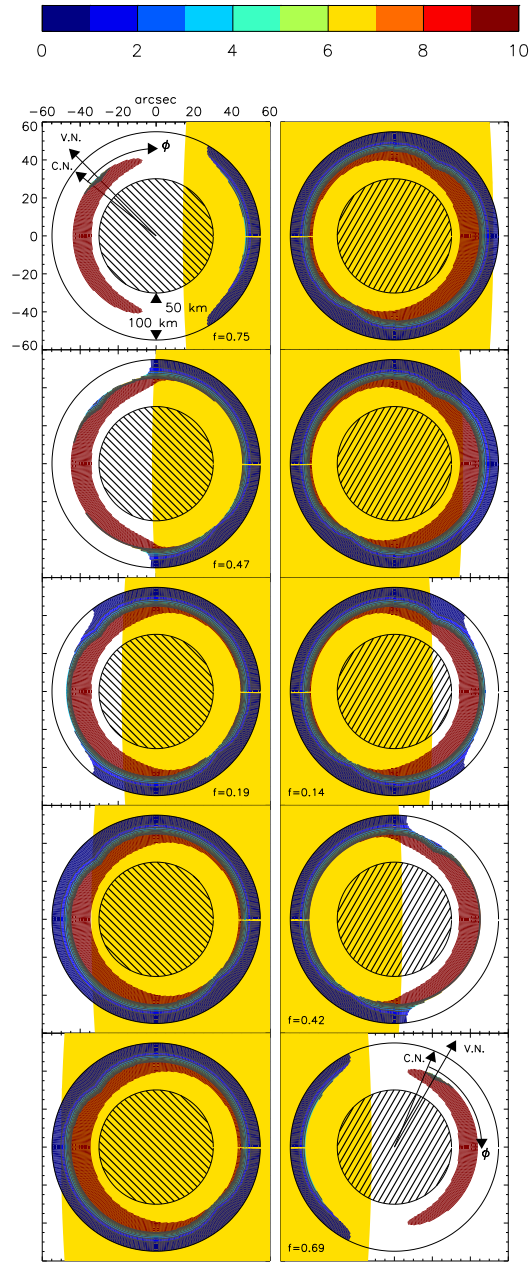 0 2 4 6 8 10
arcsec
−60 −40 −20 0 20 40 60
60
40
20
0
−20
−40
−60
V.N.
C.N.
ϕ
50 km
100 km
f=0.75
f=0.47
f=0.19
f=0.14
f=0.42
V.N.
C.N.
ϕ
f=0.69